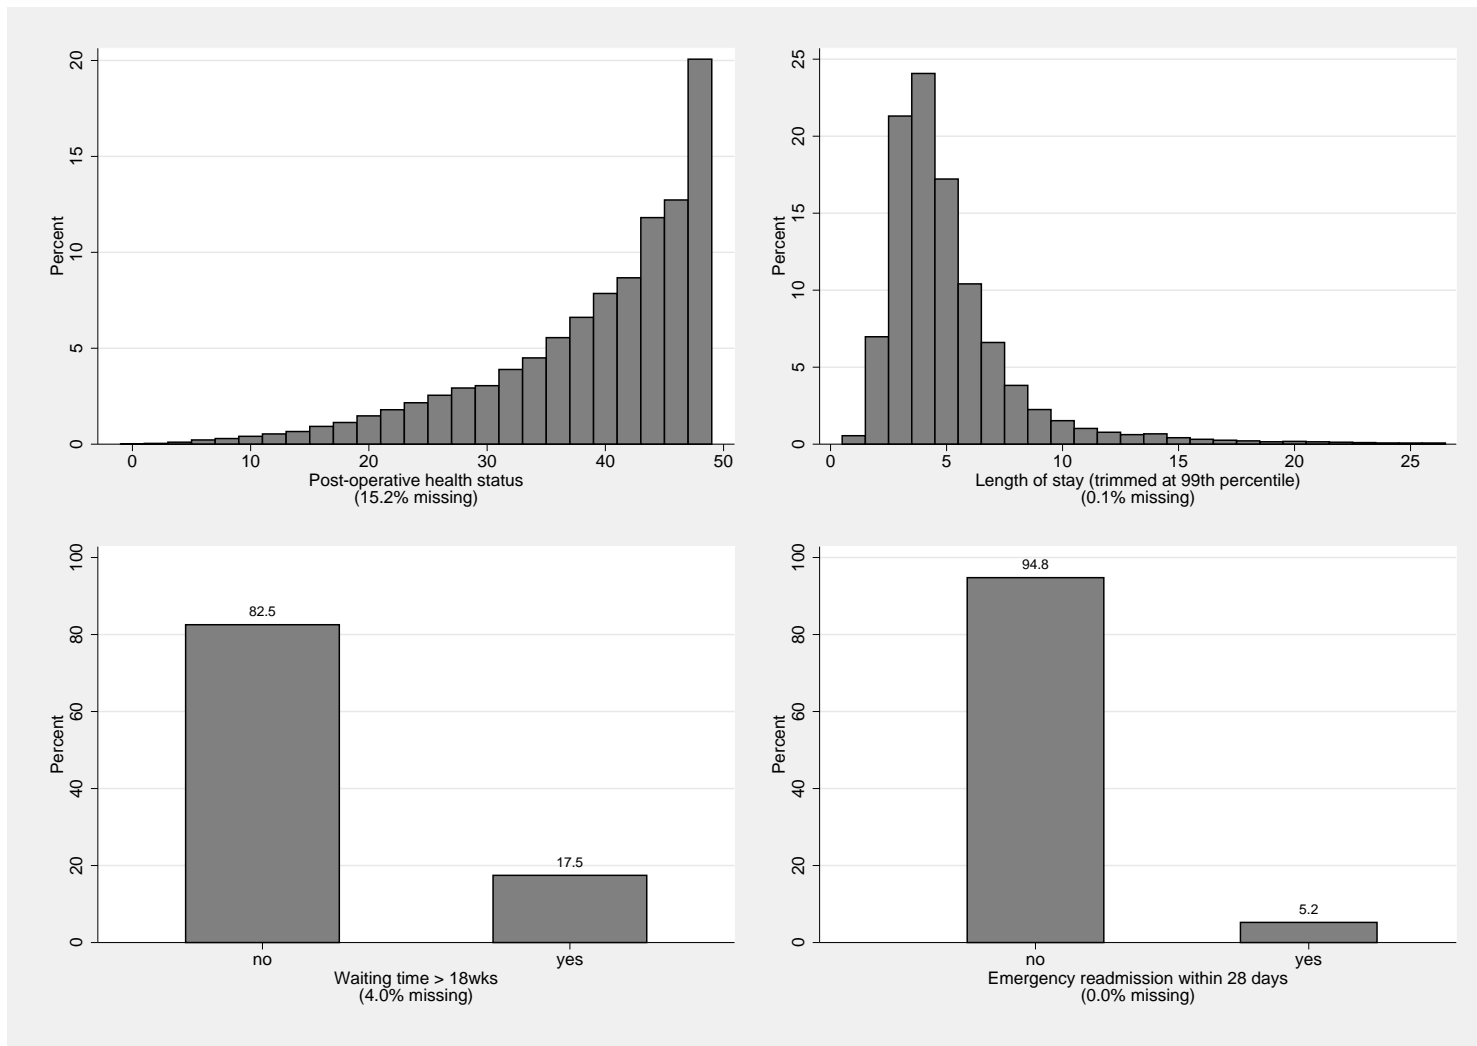 20
15
10
5
0
Percent
0 10 20 30 40 50
Post-operative health status
(15.2% missing)
25
20
15
10
5
0
Percent
0 5 10 15 20 25
Length of stay (trimmed at 99th percentile)
(0.1% missing)
100
80
60
40
20
0
Percent
82.5
17.5
no yes
Waiting time > 18wks
(4.0% missing)
100
80
60
40
20
0
Percent
94.8
5.2
no yes
Emergency readmission within 28 days
(0.0% missing)